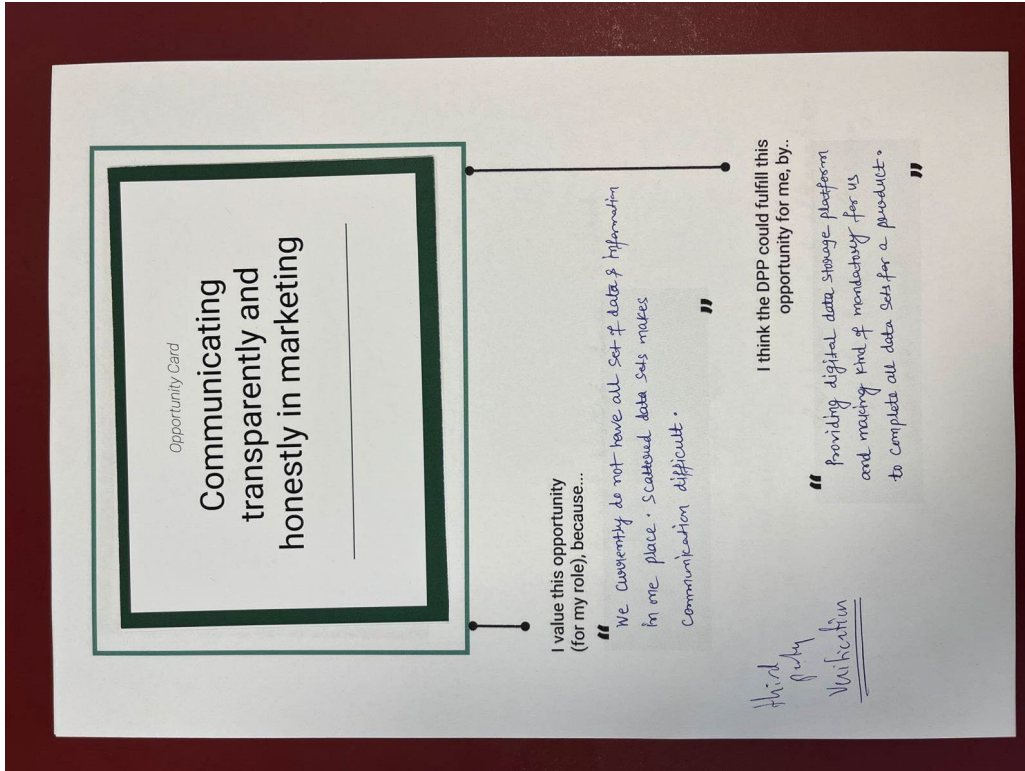 Opportunity Card
Communicating
transparently and
honestly in marketing
I value this opportunity
(for my role), because...
“
We currently do not have all set of data & information
in one place. scattered data sets makes
communication difficult.
”
I think the DPP could fulfill this
opportunity for me, by..
“
Providing digital data storage platform
and making kind of mandatory for us
to complete all data sets for a product.
”
third
party
verification